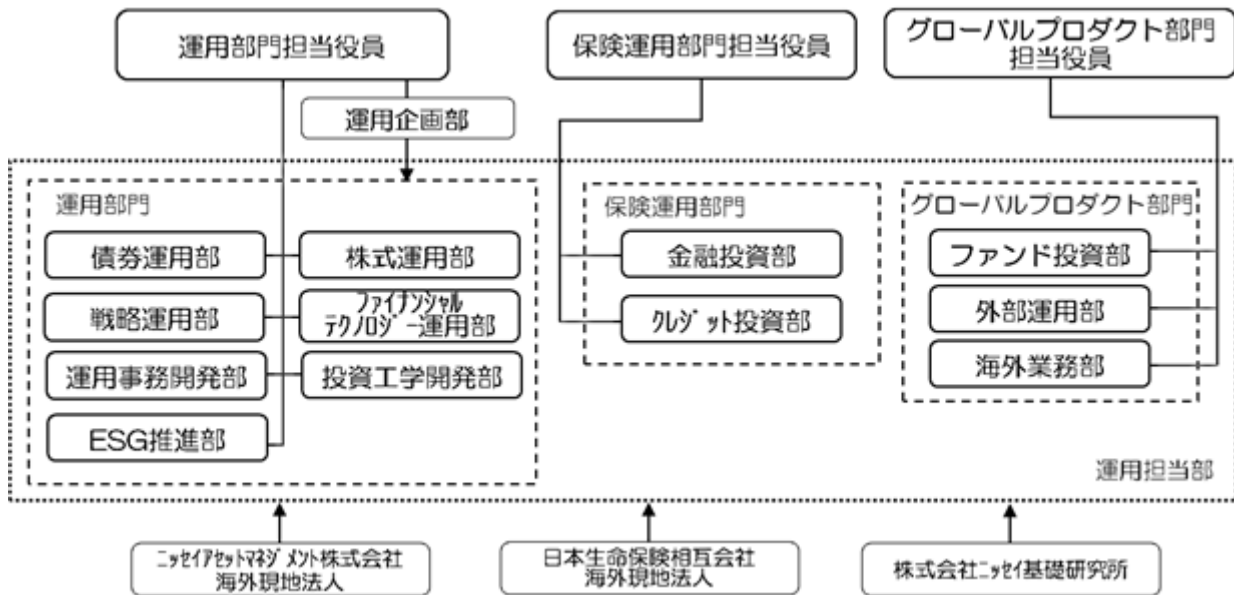 運用部門担当役員
保険運用部門担当役員
グローバルプロダクト部門
担当役員
運用企画部
運用部門
債券運用部
株式運用部
戦略運用部
ファイナンシャル
テクノロジー運用部
運用事務開発部
投資工学開発部
ESG推進部
保険運用部門
金融投資部
クレジット投資部
グローバルプロダクト部門
ファンド投資部
外部運用部
海外業務部
運用担当部
ニッセイアセットマネジメント株式会社
海外現地法人
日本生命保険相互会社
海外現地法人
株式会社ニッセイ基礎研究所